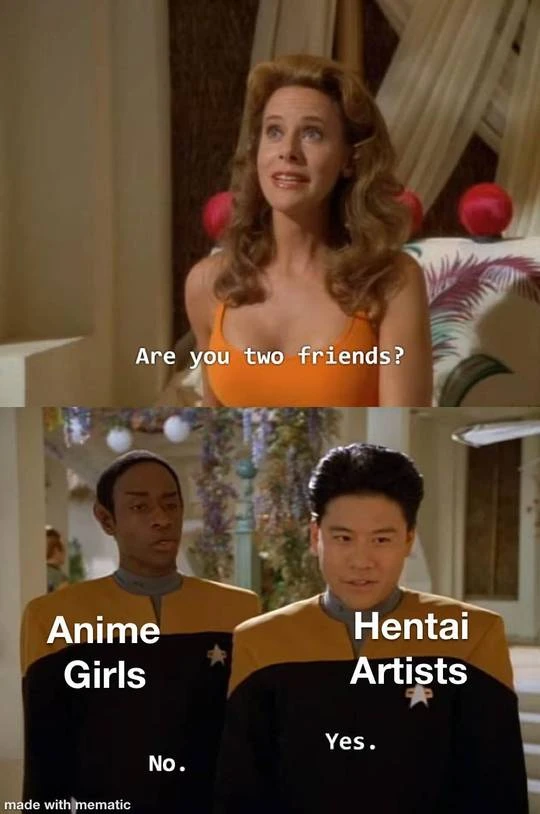 Are you two friends?
Anime
Girls
Hentai
Artists
Yes.
No.
made with mematic